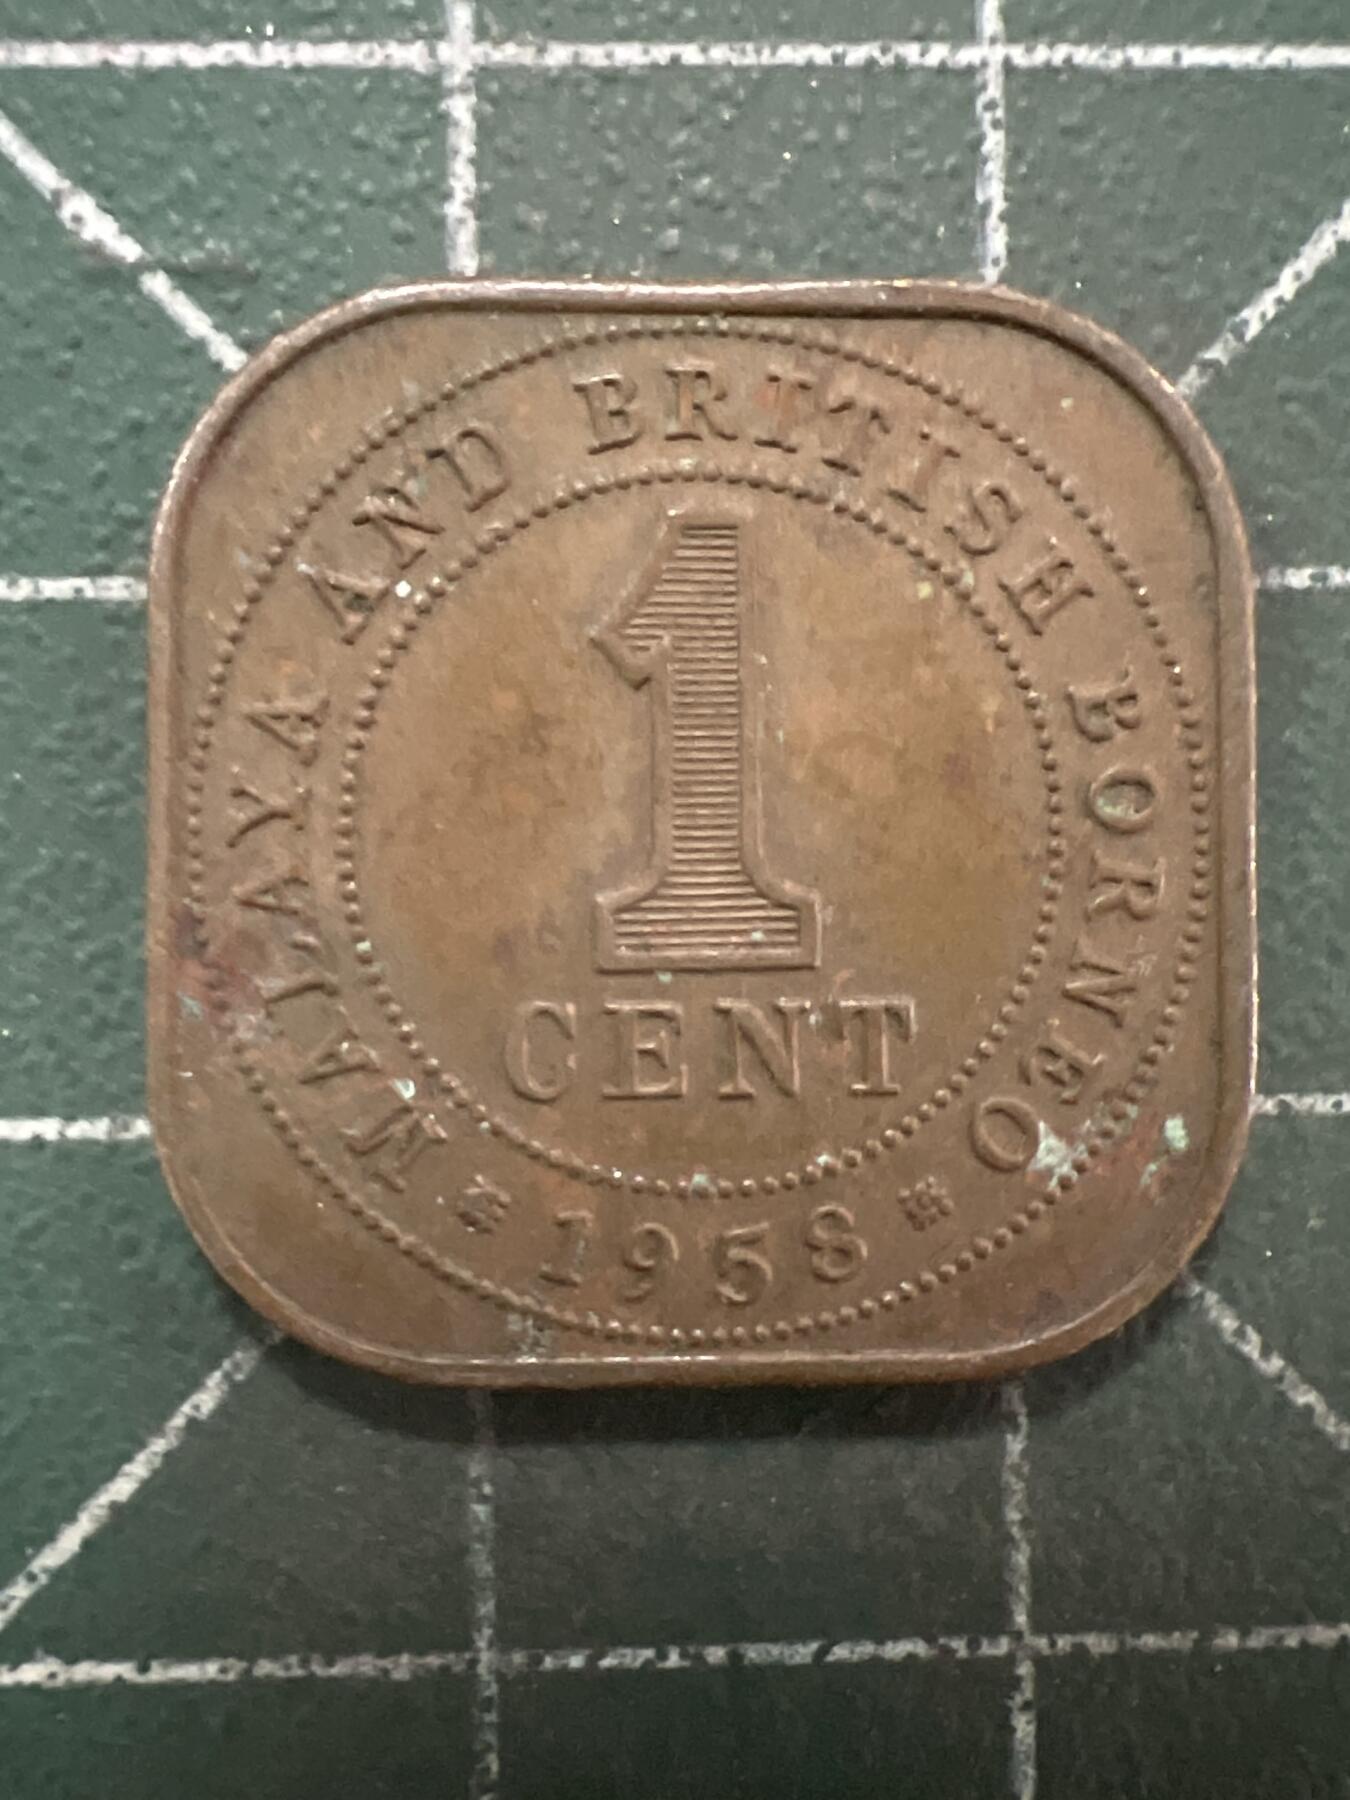 MALAYA AND BRITISH BORNEO
1
CENT
1958